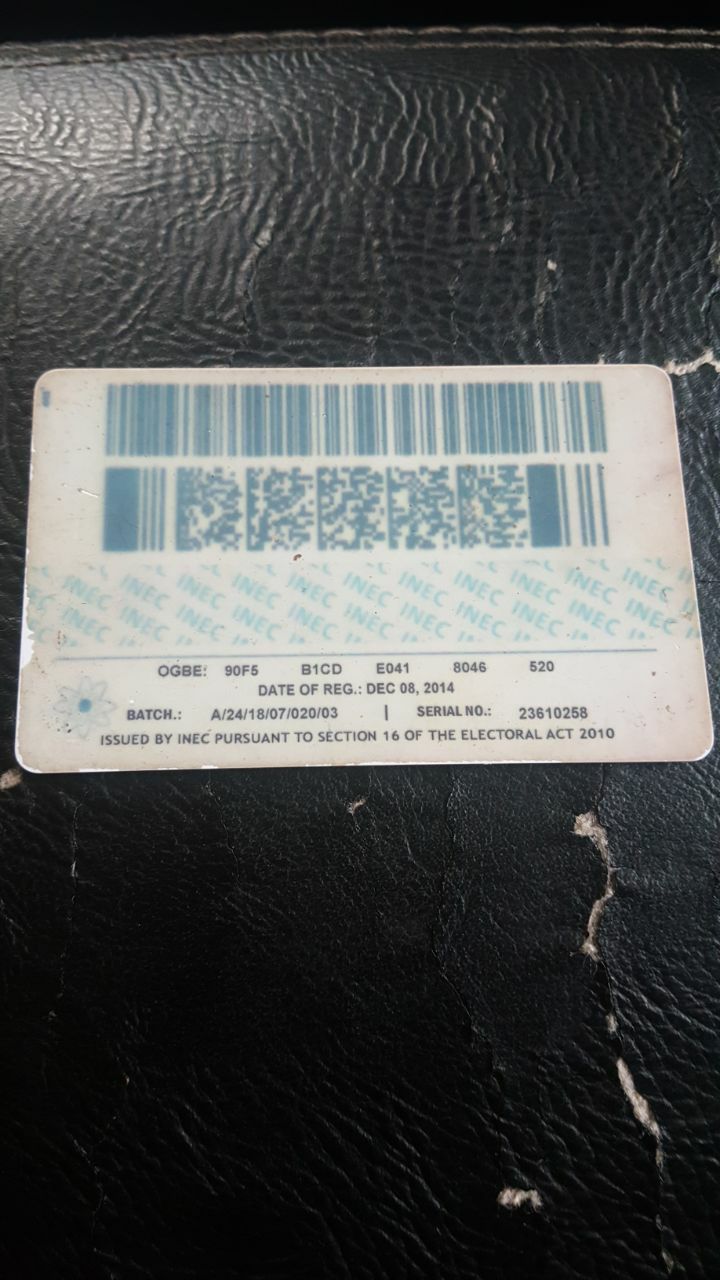 INEC INEC INEC INEC INEC INEC INEC INEC INEC INEC INEC
INEC INEC INEC INEC INEC INEC INEC INEC INEC INEC INEC
OGBE: 90F5 B1CD E041 8046 520
DATE OF REG.: DEC 08, 2014
BATCH.: A/24/18/07/020/03 | SERIAL NO.: 23610258
ISSUED BY INEC PURSUANT TO SECTION 16 OF THE ELECTORAL ACT 2010